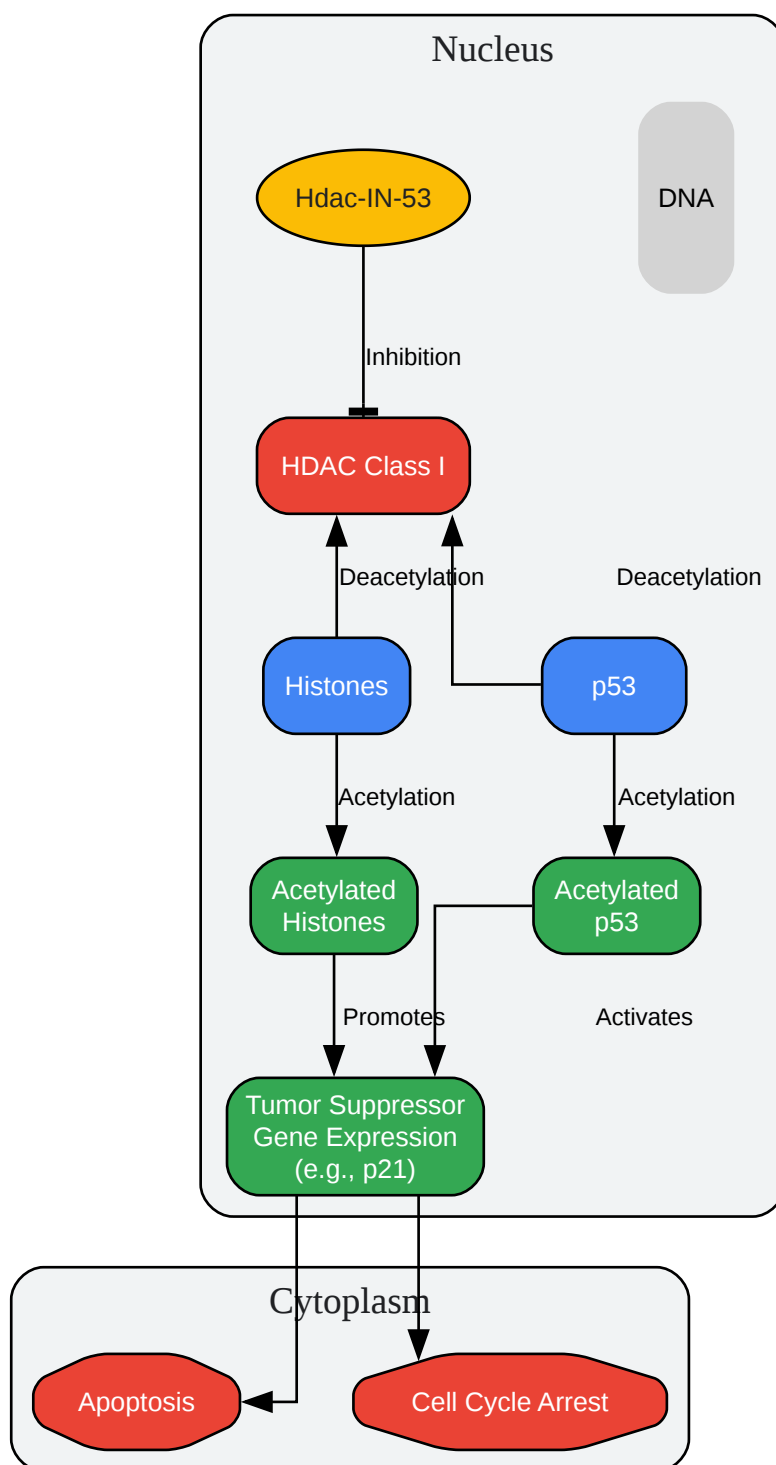 Nucleus
Hdac-IN-53
DNA
Inhibition
HDAC Class I
Deacetylation
Deacetylation
Histones
p53
Acetylation
Acetylation
Acetylated
Histones
Acetylated
p53
Promotes
Activates
Tumor Suppressor
Gene Expression
(e.g., p21)
Cytoplasm
Apoptosis
Cell Cycle Arrest